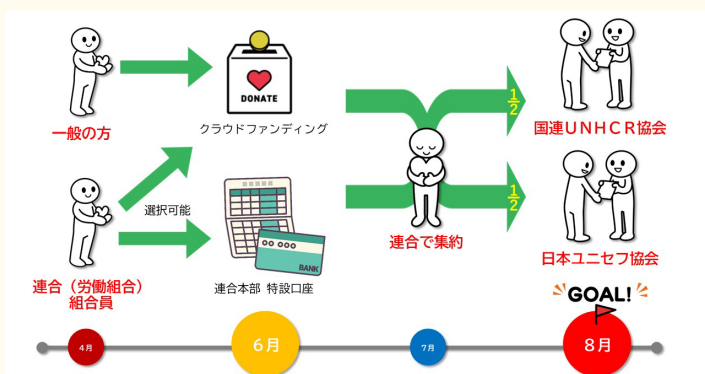 DONATE
クラウドファンディング
一般の方
1/2
国連UNHCR協会
選択可能
BANK
連合で集約
1/2
日本ユニセフ協会
連合（労働組合）
組合員
連合本部 特設口座
GOAL!
4月
6月
7月
8月